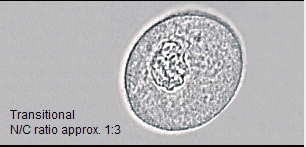 Transitional
N/C ratio approx. 1:3